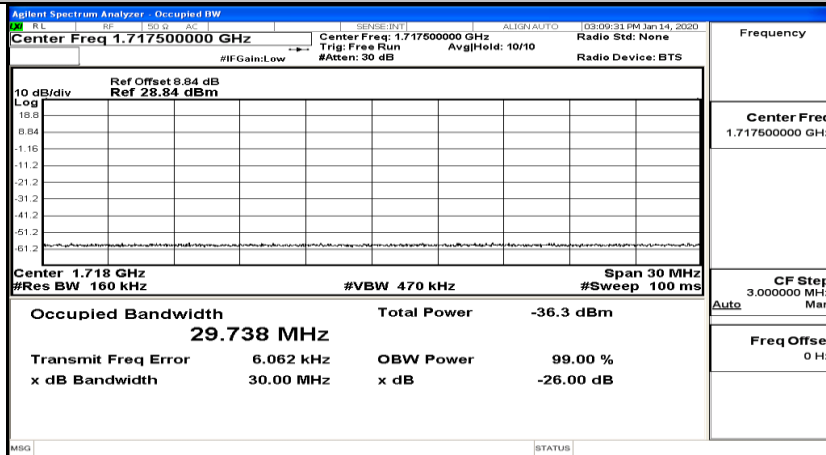 Agilent Spectrum Analyzer - Occupied BW
LXI RL RF 50 Ω AC SENSE:INT ALIGN AUTO 03:09:31 PM Jan 14, 2020
Center Freq 1.717500000 GHz
Center Freq: 1.717500000 GHz
Radio Std: None
Trig: Free Run Avg|Hold: 10/10
#IFGain:Low #Atten: 30 dB Radio Device: BTS
Ref Offset 8.84 dB
10 dB/div Ref 28.84 dBm
Log
18.8
8.84
-1.16
-11.2
-21.2
-31.2
-41.2
-51.2
-61.2
Center 1.718 GHz Span 30 MHz
#Res BW 160 kHz #VBW 470 kHz #Sweep 100 ms
Occupied Bandwidth Total Power -36.3 dBm
29.738 MHz
Transmit Freq Error 6.062 kHz OBW Power 99.00 %
x dB Bandwidth 30.00 MHz x dB -26.00 dB
MSG STATUS
Frequency
Center Freq
1.717500000 GHz
CF Step
3.000000 MHz
Auto Man
Freq Offset
0 Hz